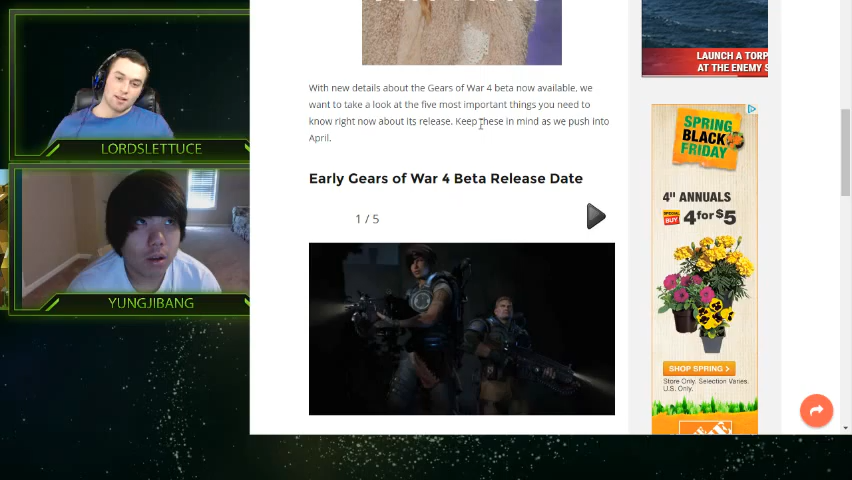 With new details about the Gears of War 4 beta now available, we
want to take a look at the five most important things you need to
know right now about its release. Keep these in mind as we push into
April.
Early Gears of War 4 Beta Release Date
1 / 5
LORDSLETTUCE
YUNGJIBANG
LAUNCH A TORP
AT THE ENEMY S
SPRING
BLACK
FRIDAY
4" ANNUALS
SPECIAL
BUY
4 FOR $5
SHOP SPRING >
Store Only. Selection Varies.
U.S. Only.
THE